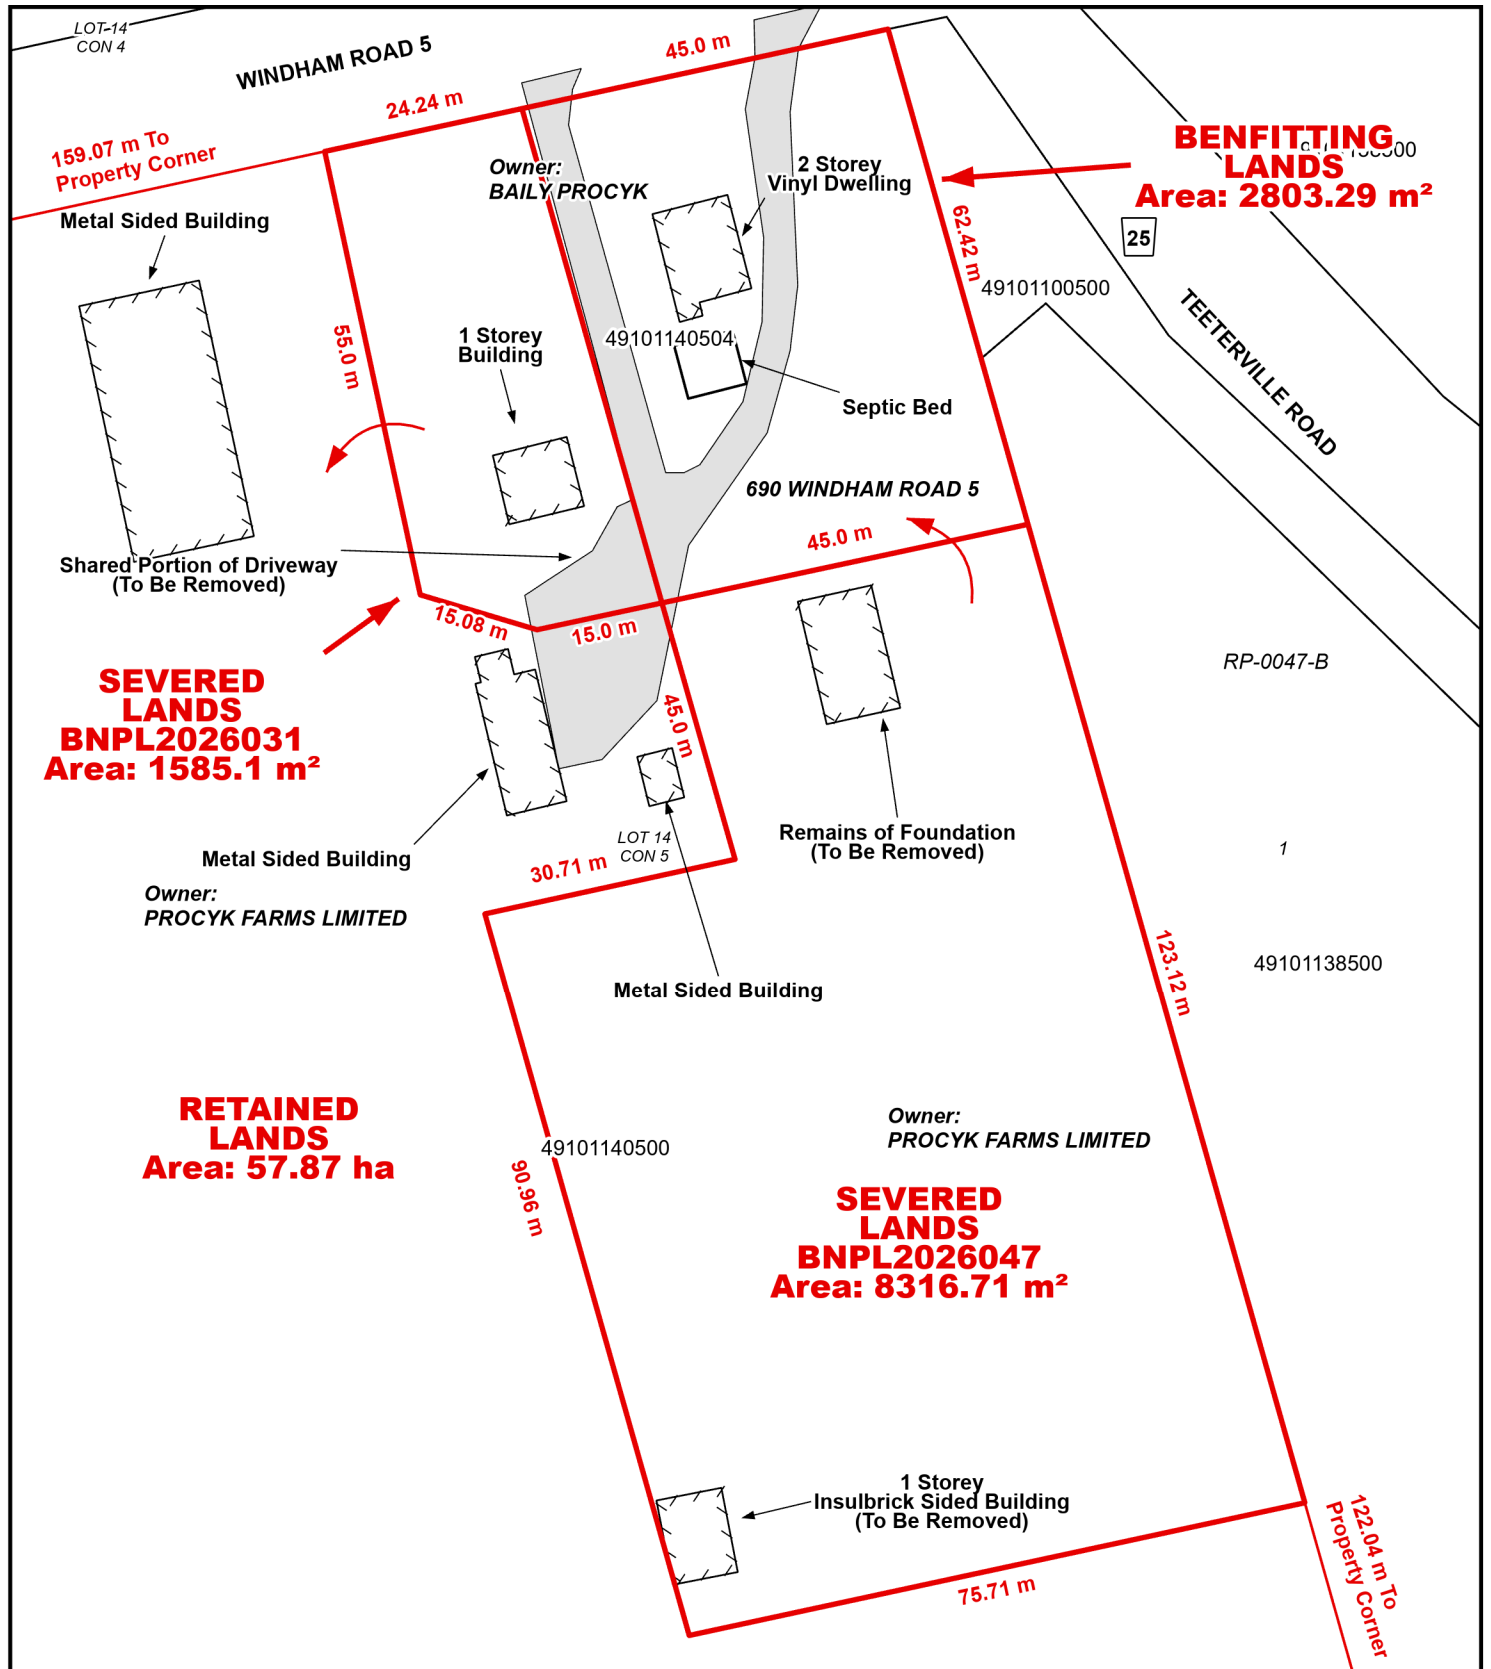 LOT 14
CON 4
WINDHAM ROAD 5
45.0 m
24.24 m
159.07 m To
Property Corner
BENFITTING
LANDS
Area: 2803.29 m²
Owner:
BAILY PROCYK
2 Storey
Vinyl Dwelling
Metal Sided Building
62.42 m
25
49101100500
TEETERVILLE ROAD
55.0 m
1 Storey
Building
49101140504
Septic Bed
690 WINDHAM ROAD 5
45.0 m
Shared Portion of Driveway
(To Be Removed)
15.08 m
15.0 m
RP-0047-B
SEVERED
LANDS
BNPL2026031
Area: 1585.1 m²
45.0 m
Remains of Foundation
(To Be Removed)
LOT 14
CON 5
1
Metal Sided Building
30.71 m
Owner:
PROCYK FARMS LIMITED
123.12 m
49101138500
Metal Sided Building
RETAINED
LANDS
Area: 57.87 ha
49101140500
90.96 m
Owner:
PROCYK FARMS LIMITED
SEVERED
LANDS
BNPL2026047
Area: 8316.71 m²
1 Storey
Insulbrick Sided Building
(To Be Removed)
122.04 m To
Property Corner
75.71 m